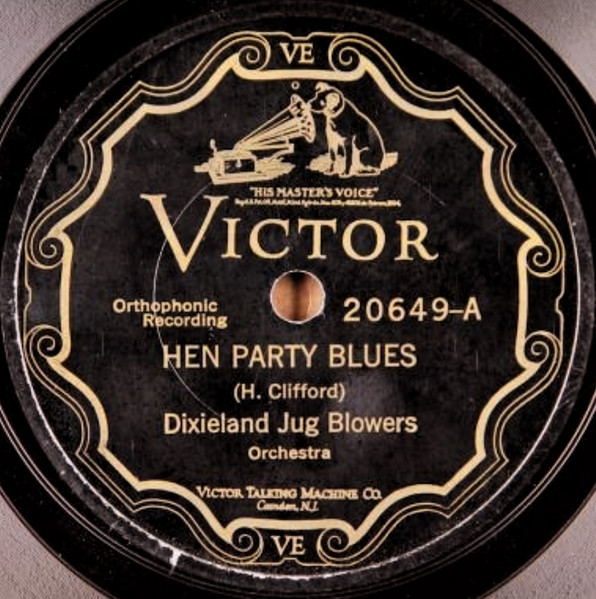 VE
"HIS MASTER'S VOICE"
VICTOR
Orthophonic
Recording
20649-A
HEN PARTY BLUES
(H. Clifford)
Dixieland Jug Blowers
Orchestra
VICTOR TALKING MACHINE CO.
Camden, N.J.
VE